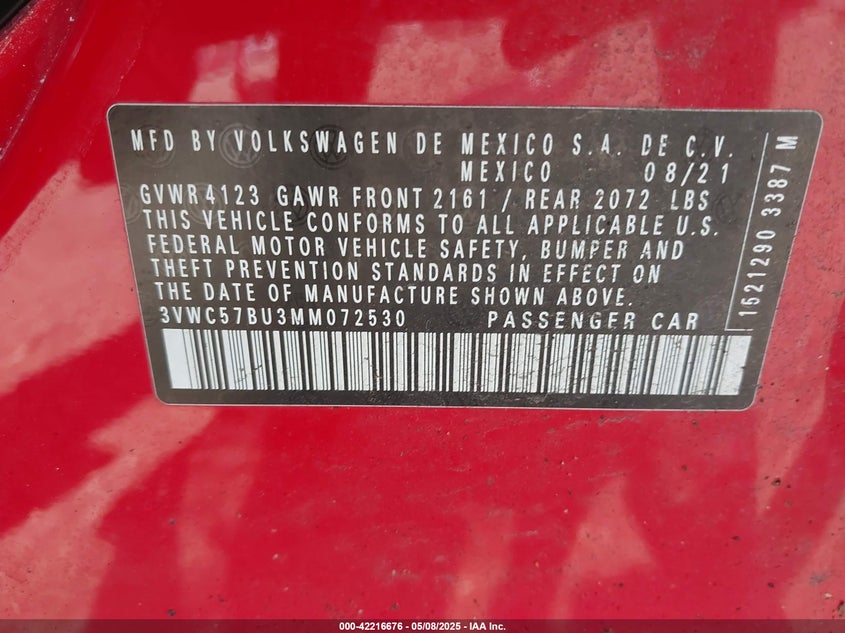 MFD BY VOLKSWAGEN DE MEXICO S.A. DE C.V.
MEXICO 08/21
GVWR 4123 GAWR FRONT 2161 / REAR 2072 LBS
THIS VEHICLE CONFORMS TO ALL APPLICABLE U.S.
FEDERAL MOTOR VEHICLE SAFETY, BUMPER AND
THEFT PREVENTION STANDARDS IN EFFECT ON
THE DATE OF MANUFACTURE SHOWN ABOVE.
3VWC57BU3MM072530 PASSENGER CAR
1521290 3387 M
000-42216676 - 05/08/2025 - IAA Inc.